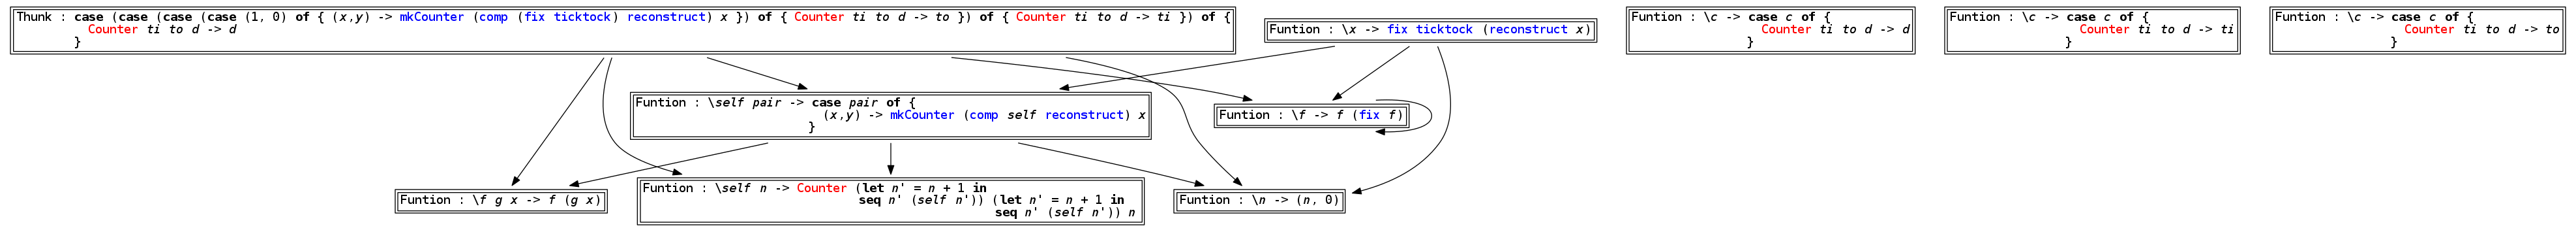 Thunk : case (case (case (case (1, 0) of { (x,y) -> mkCounter (comp (fix ticktock) reconstruct) x }) of { Counter ti to d -> to }) of { Counter ti to d -> ti }) of {
Counter ti to d -> d
}
Funtion : \x -> fix ticktock (reconstruct x)
Funtion : \c -> case c of {
Counter ti to d -> d
}
Funtion : \c -> case c of {
Counter ti to d -> ti
}
Funtion : \c -> case c of {
Counter ti to d -> to
}
Funtion : \self pair -> case pair of {
(x,y) -> mkCounter (comp self reconstruct) x
}
Funtion : \f -> f (fix f)
Funtion : \f g x -> f (g x)
Funtion : \self n -> Counter (let n' = n + 1 in
seq n' (self n')) (let n' = n + 1 in
seq n' (self n')) n
Funtion : \n -> (n, 0)